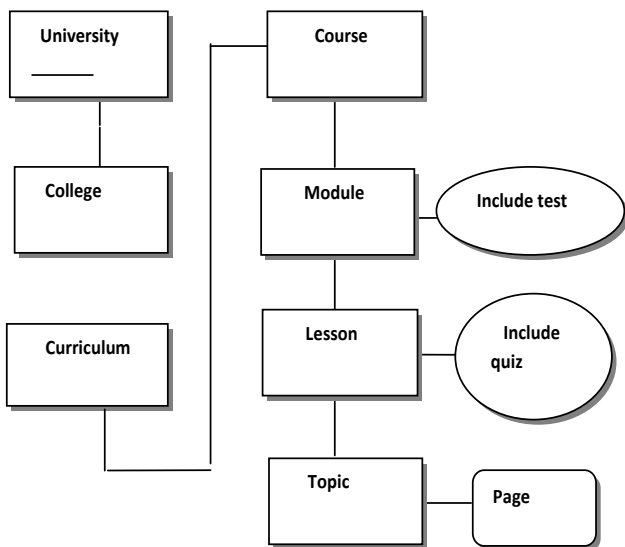 University
College
Curriculum
Course
Module
Include test
Lesson
Include
quiz
Topic
Page